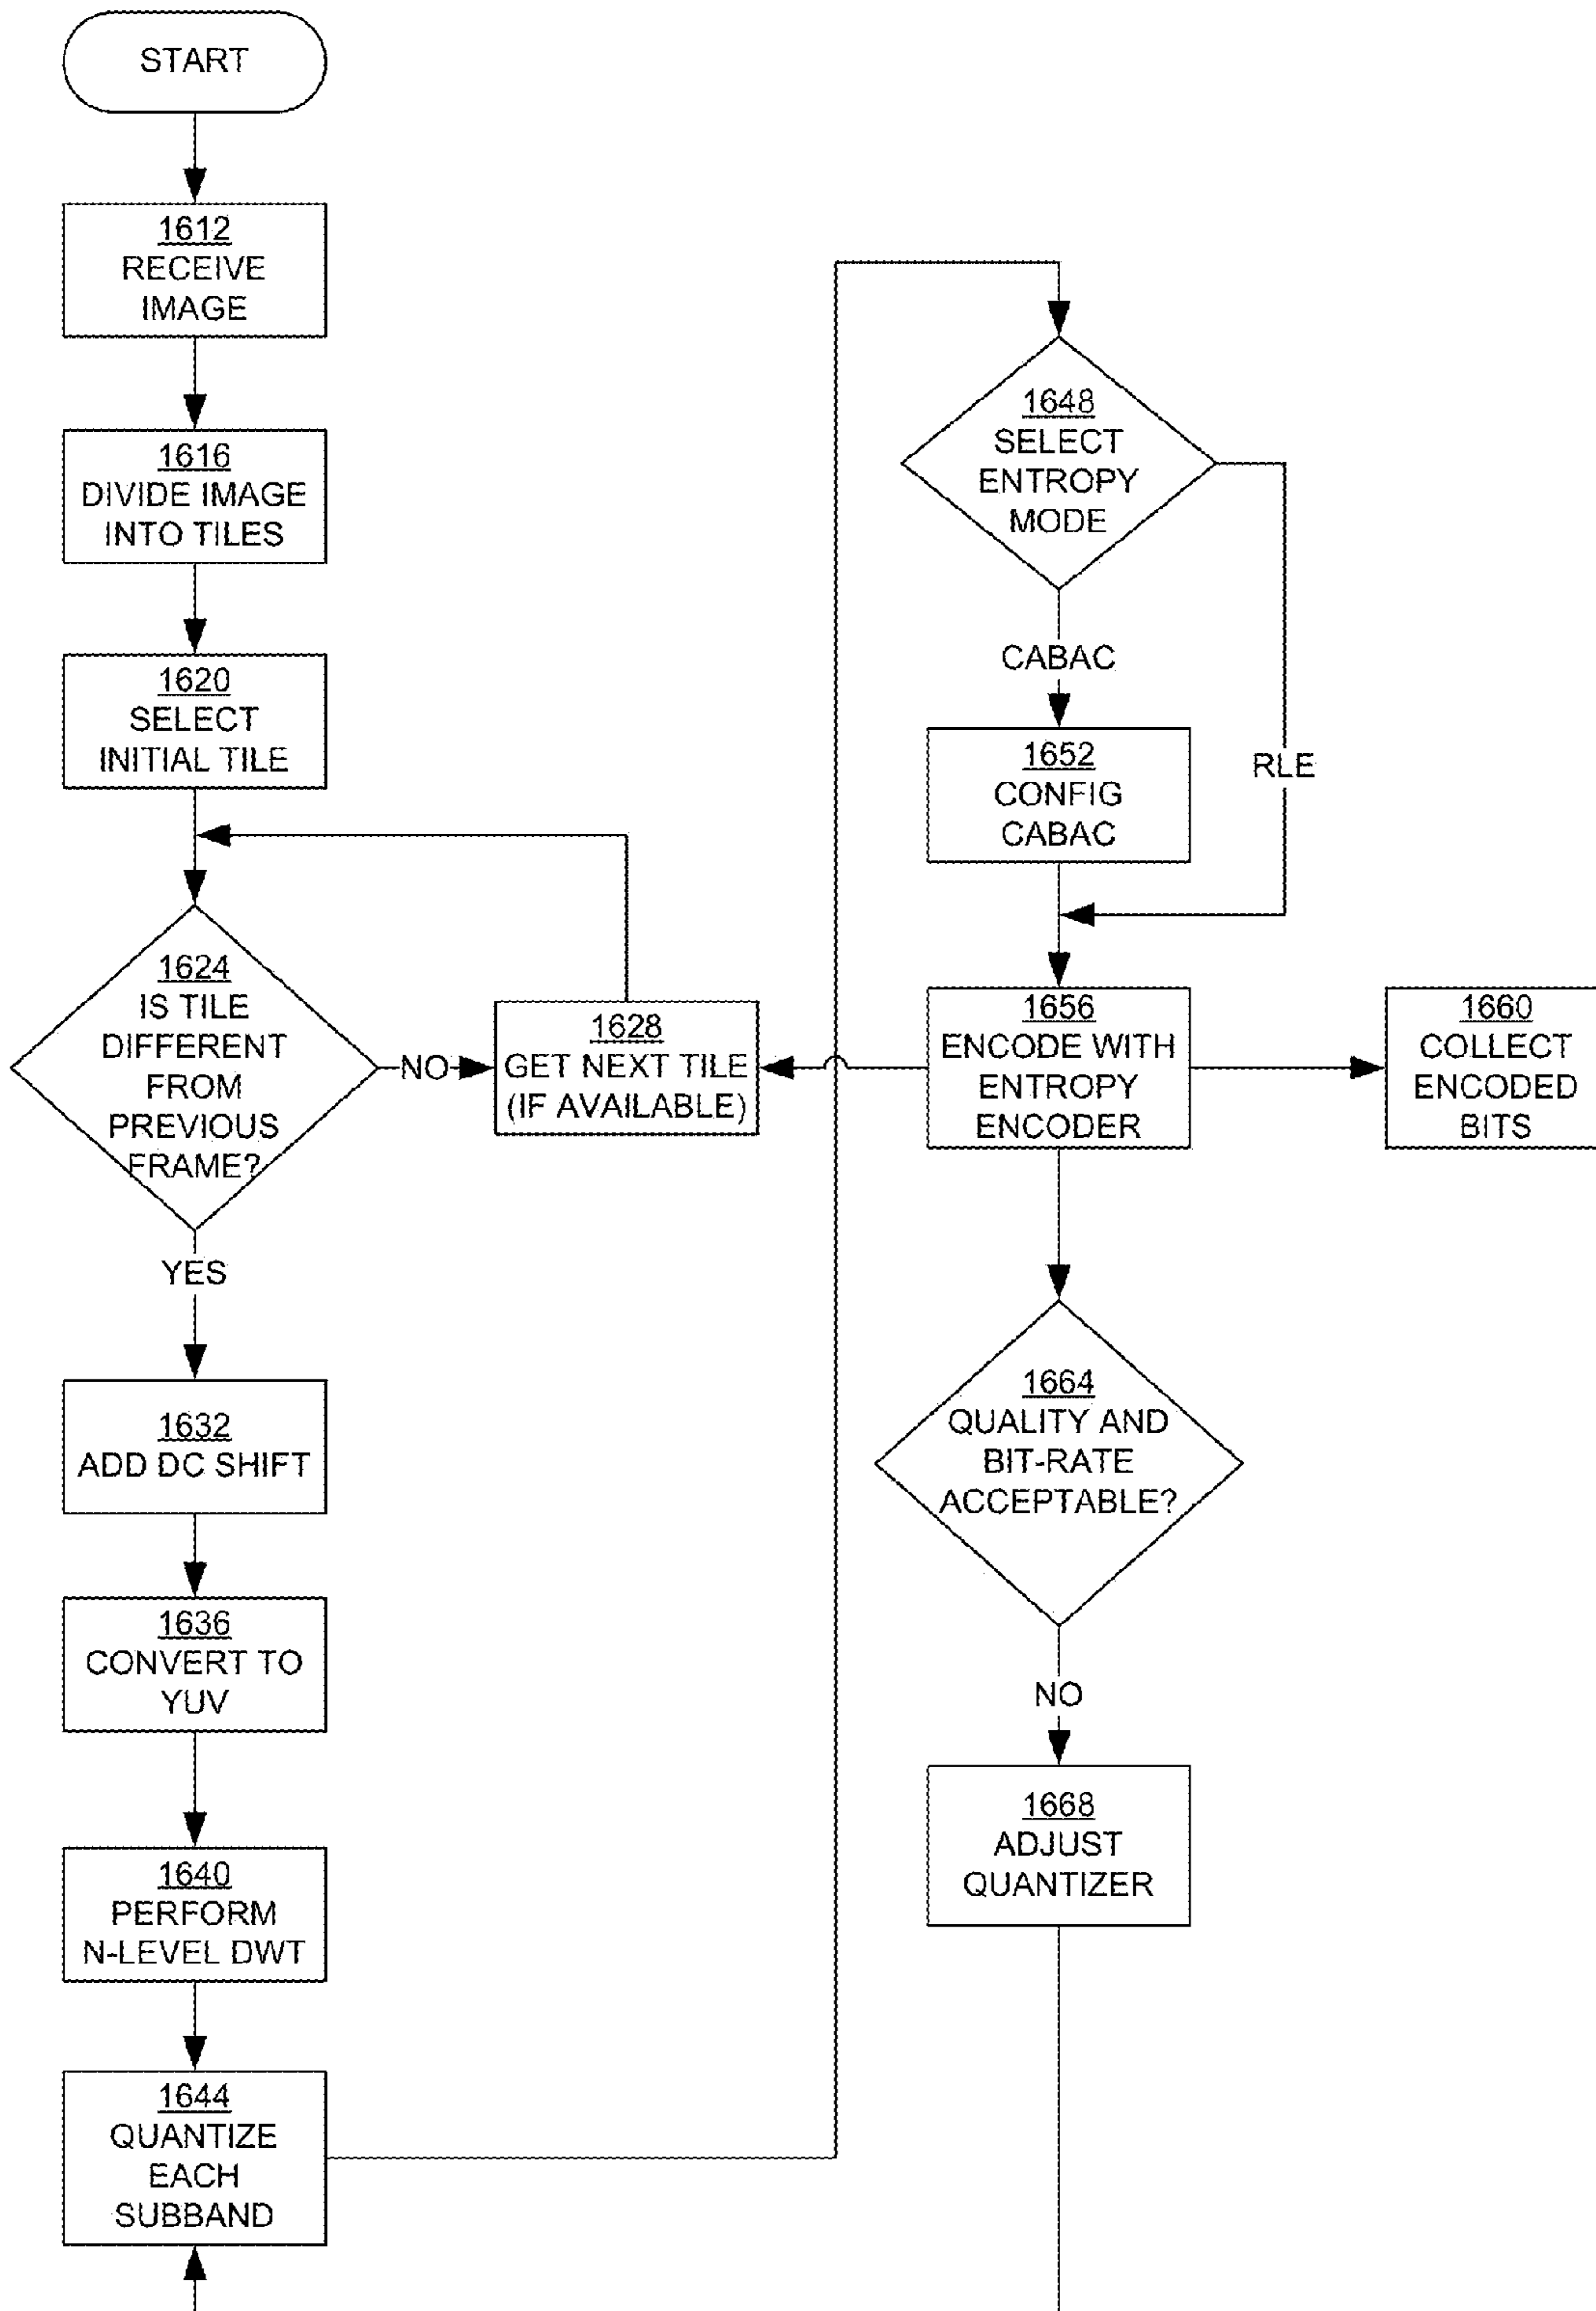 START
1612
RECEIVE
IMAGE
1616
DIVIDE IMAGE
INTO TILES
1620
SELECT
INITIAL TILE
1624
IS TILE
DIFFERENT
FROM
PREVIOUS
FRAME?
NO
1628
GET NEXT TILE
(IF AVAILABLE)
YES
1632
ADD DC SHIFT
1636
CONVERT TO
YUV
1640
PERFORM
N-LEVEL DWT
1644
QUANTIZE
EACH
SUBBAND
1648
SELECT
ENTROPY
MODE
CABAC
RLE
1652
CONFIG
CABAC
1656
ENCODE WITH
ENTROPY
ENCODER
1660
COLLECT
ENCODED
BITS
1664
QUALITY AND
BIT-RATE
ACCEPTABLE?
NO
1668
ADJUST
QUANTIZER